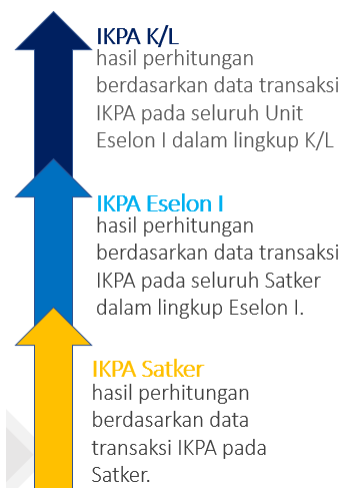 IKPA K/L
hasil perhitungan
berdasarkan data transaksi
IKPA pada seluruh Unit
Eselon I dalam lingkup K/L
IKPA Eselon I
hasil perhitungan
berdasarkan data transaksi
IKPA pada seluruh Satker
dalam lingkup Eselon I.
IKPA Satker
hasil perhitungan
berdasarkan data
transaksi IKPA pada
Satker.